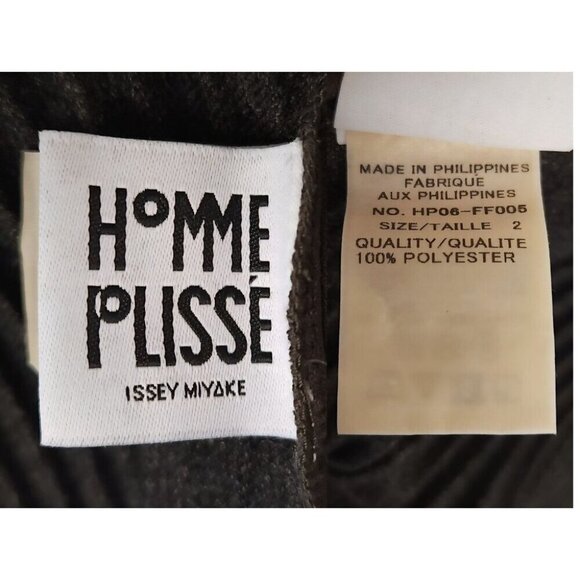 HOMME
PLISSÉ
ISSEY MIYAKE
MADE IN PHILIPPINES
FABRIQUE
AUX PHILIPPINES
NO. HP06-FF005
SIZE/TAILLE 2
QUALITY/QUALITE
100% POLYESTER